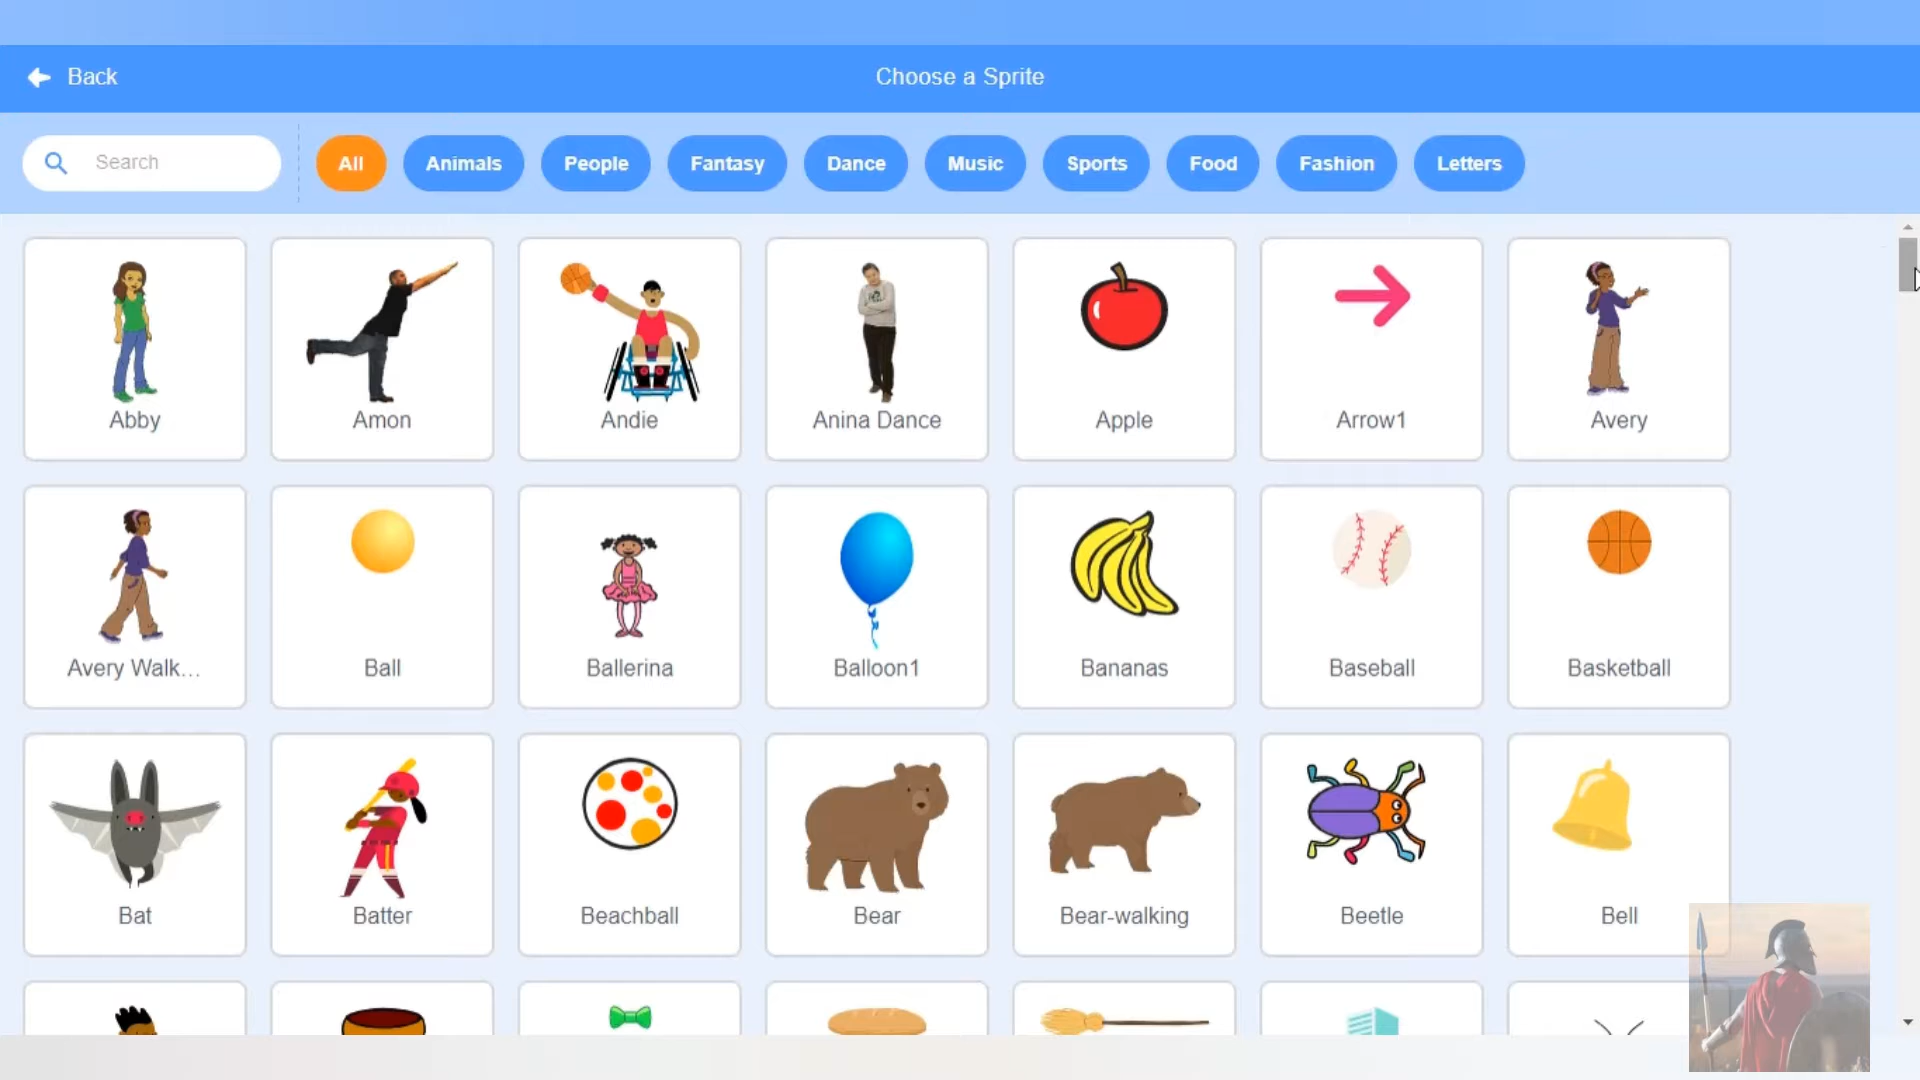 Back
Choose a Sprite
Search
All
Animals
People
Fantasy
Dance
Music
Sports
Food
Fashion
Letters
Abby
Amon
Andie
Anina Dance
Apple
Arrow1
Avery
Avery Walk...
Ball
Ballerina
Balloon1
Bananas
Baseball
Basketball
Bat
Batter
Beachball
Bear
Bear-walking
Beetle
Bell